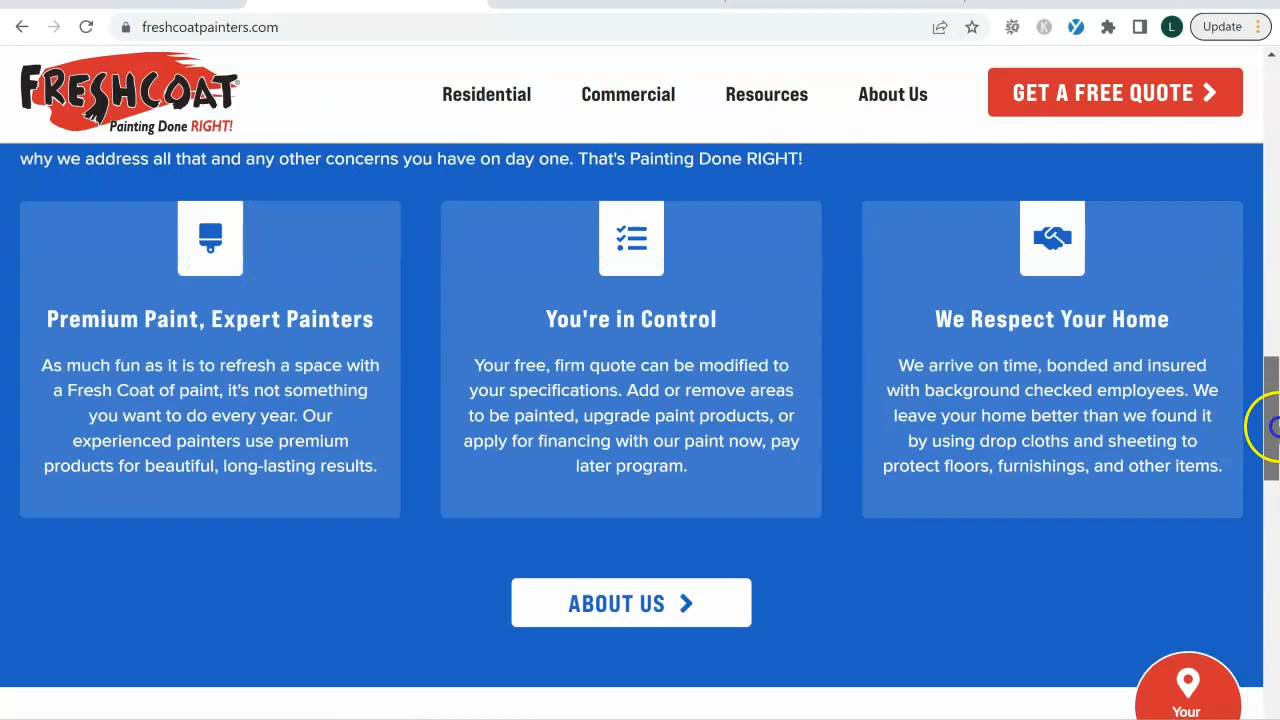 freshcoatpainters.com
K
L
Update
FRESHCOAT®
Painting Done RIGHT!
Residential
Commercial
Resources
About Us
GET A FREE QUOTE
why we address all that and any other concerns you have on day one. That's Painting Done RIGHT!
Premium Paint, Expert Painters
As much fun as it is to refresh a space with
a Fresh Coat of paint, it's not something
you want to do every year. Our
experienced painters use premium
products for beautiful, long-lasting results.
You're in Control
Your free, firm quote can be modified to
your specifications. Add or remove areas
to be painted, upgrade paint products, or
apply for financing with our paint now, pay
later program.
We Respect Your Home
We arrive on time, bonded and insured
with background checked employees. We
leave your home better than we found it
by using drop cloths and sheeting to
protect floors, furnishings, and other items.
ABOUT US
Your